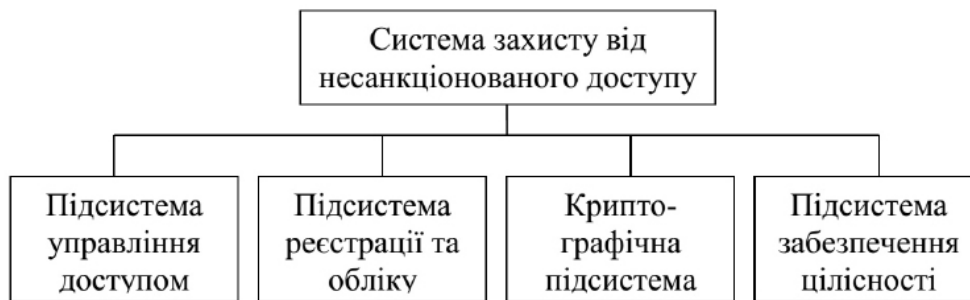 Система захисту від
несанкціонованого доступу
Підсистема
управління
доступом
Підсистема
реєстрації та
обліку
Крипто-
графічна
підсистема
Підсистема
забезпечення
цілісності